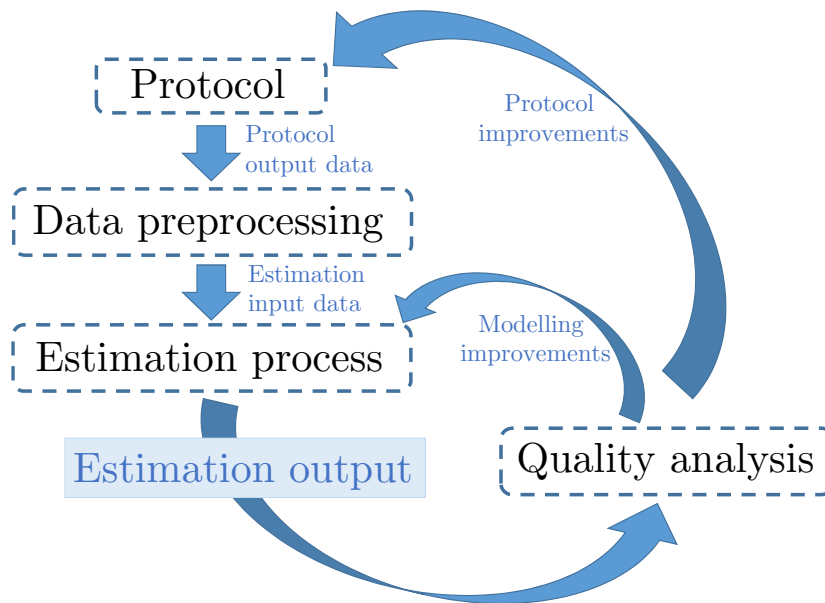 Protocol
Protocol
output data
Data preprocessing
Estimation
input data
Estimation process
Estimation output
Quality analysis
Modelling
improvements
Protocol
improvements